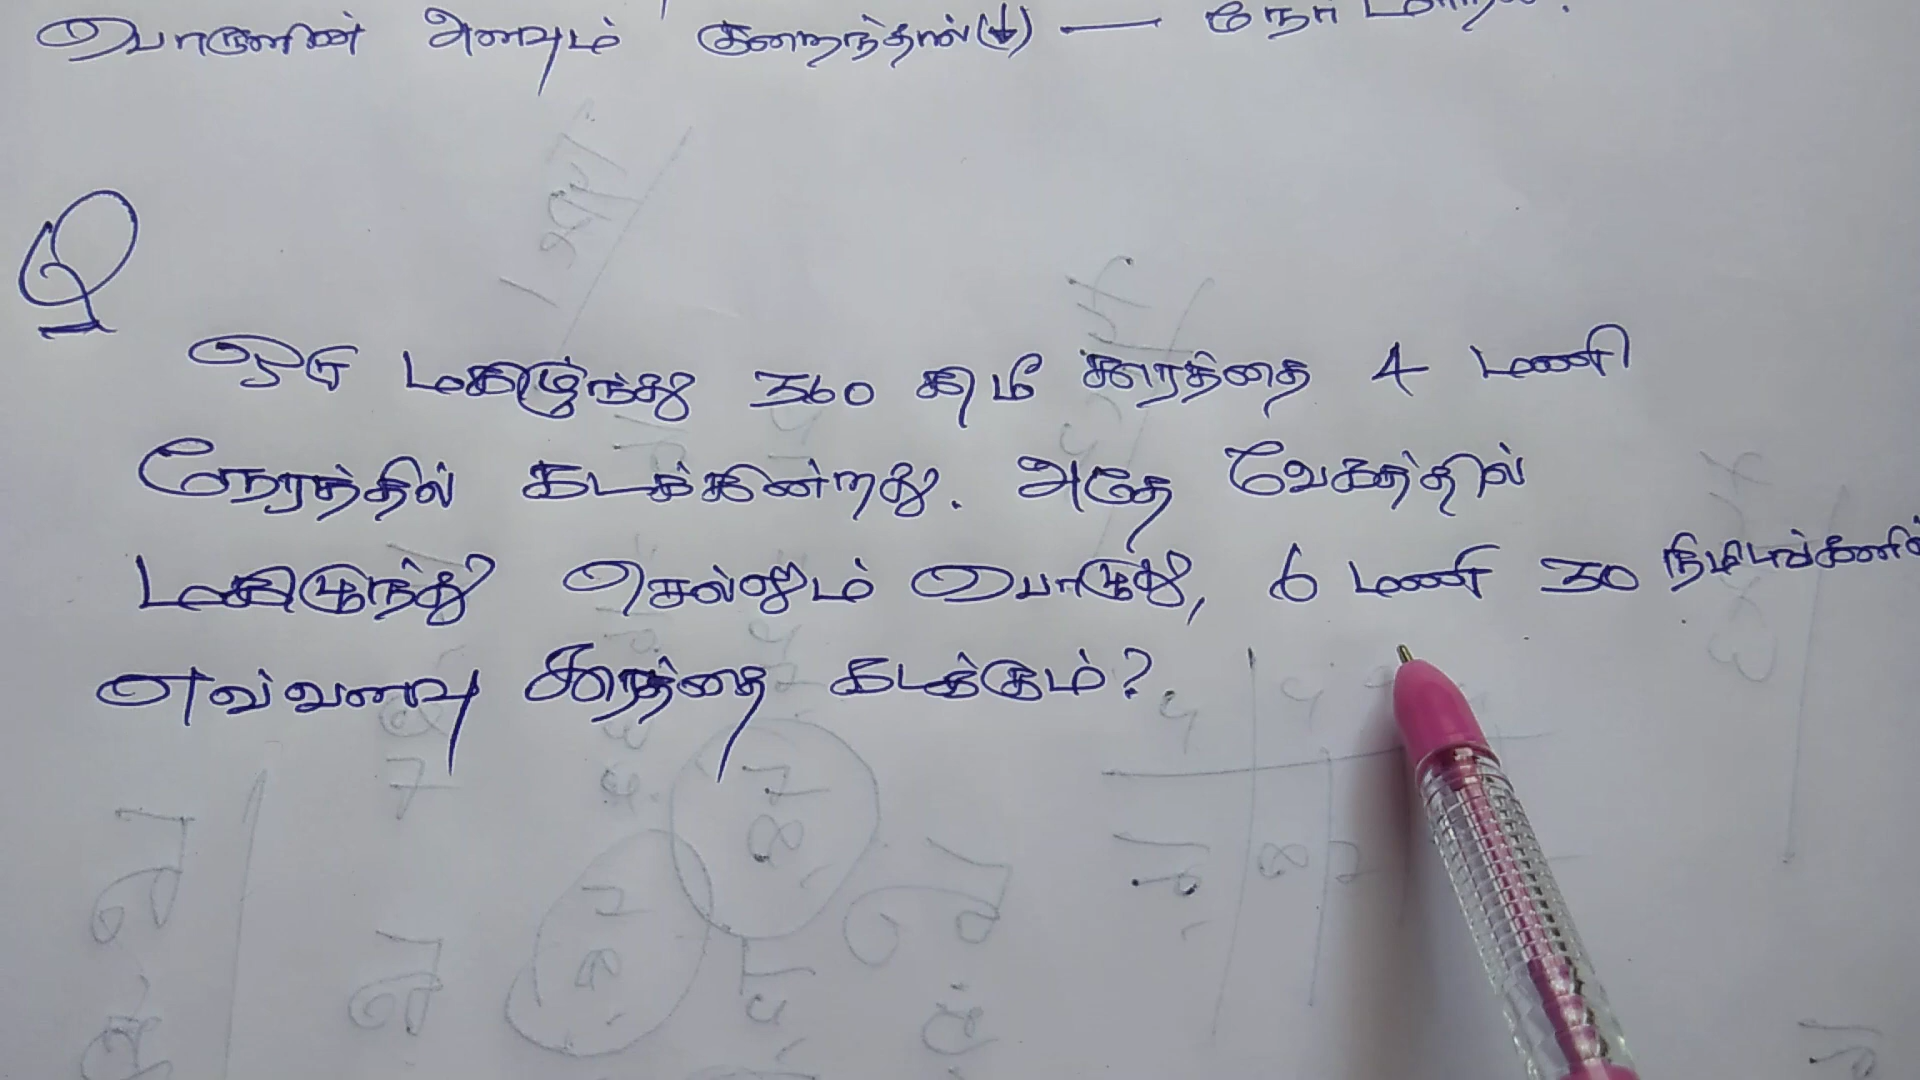 பொருளின் அளவும் குறைந்தால் (↓) — நேர் மாறல்.
Q
ஒரு மகிழுந்து 360 கி மீ தூரத்தை 4 மணி
நேரத்தில் கடக்கின்றது. அதே வேகத்தில்
மகிழுந்து செல்லும் பொழுது, 6 மணி 30 நிமிடங்களில்
எவ்வளவு தூரத்தை கடக்கும்?